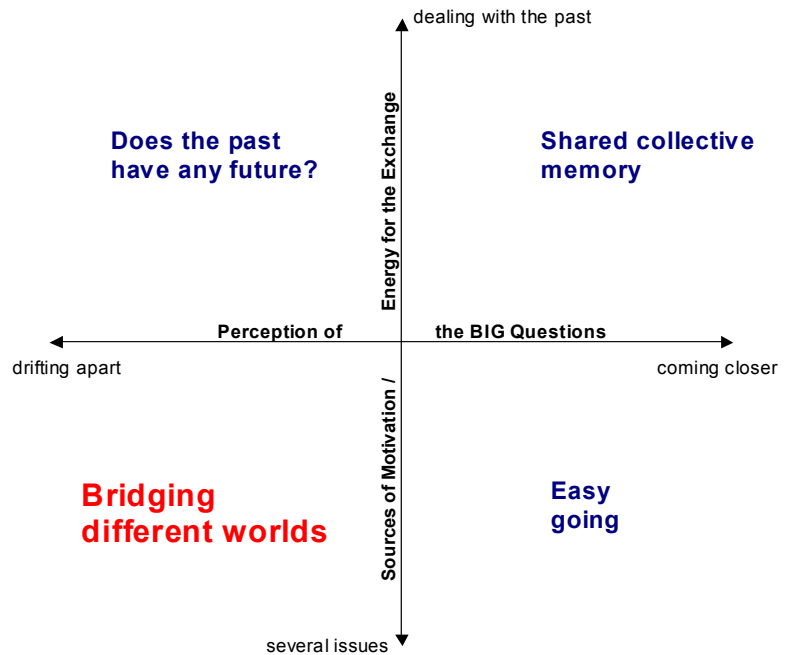 dealing with the past
Does the past
have any future?
Shared collective
memory
Energy for the Exchange
Perception of the BIG Questions
drifting apart
coming closer
Sources of Motivation /
Bridging
different worlds
Easy
going
several issues